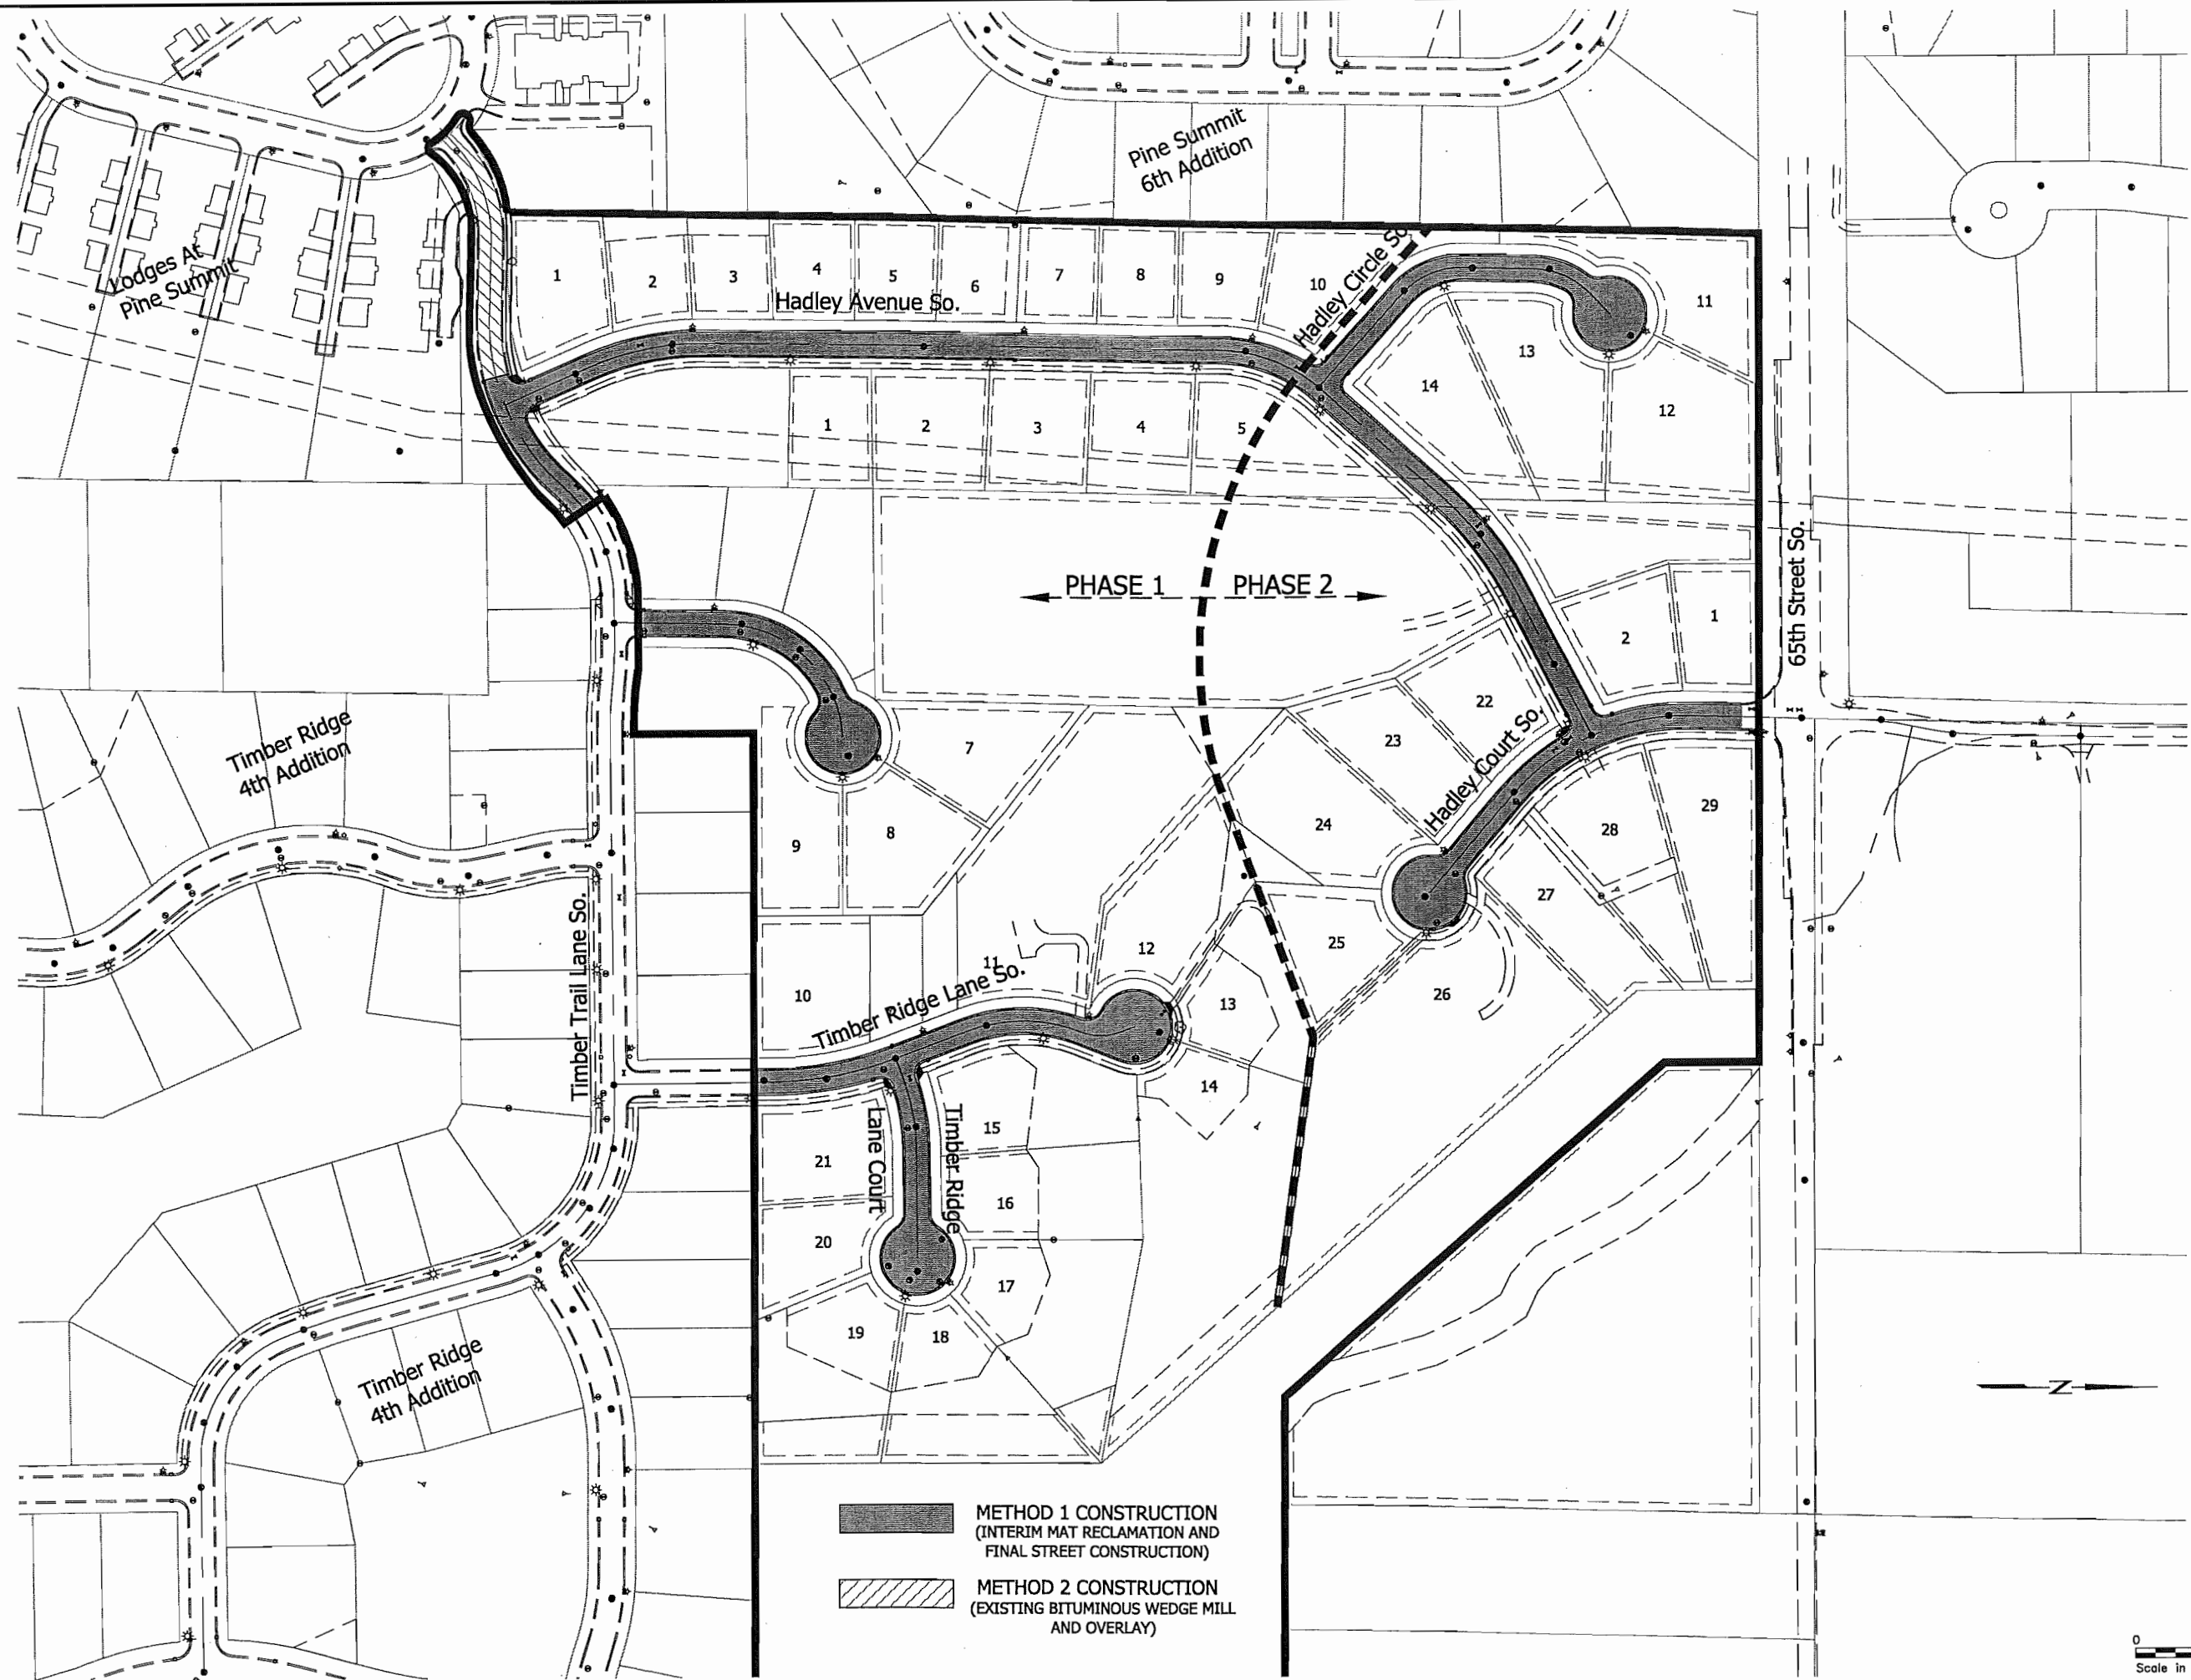 Pine Summit
6th Addition
Lodges At
Pine Summit
1
2
3
4
5
6
7
8
9
10
11
Hadley Avenue So.
Hadley Circle So.
13
14
12
1
2
3
4
5
PHASE 1
PHASE 2
65th Street So.
1
2
22
23
24
Hadley Court So.
29
28
27
25
26
Timber Ridge
4th Addition
7
8
9
Timber Trail Lane So.
10
11
12
13
14
Timber Ridge Lane So.
Timber Ridge
Lane Court
15
16
17
18
19
20
21
Timber Ridge
4th Addition
N
METHOD 1 CONSTRUCTION
(INTERIM MAT RECLAMATION AND
FINAL STREET CONSTRUCTION)
METHOD 2 CONSTRUCTION
(EXISTING BITUMINOUS WEDGE MILL
AND OVERLAY)
0
Scale in